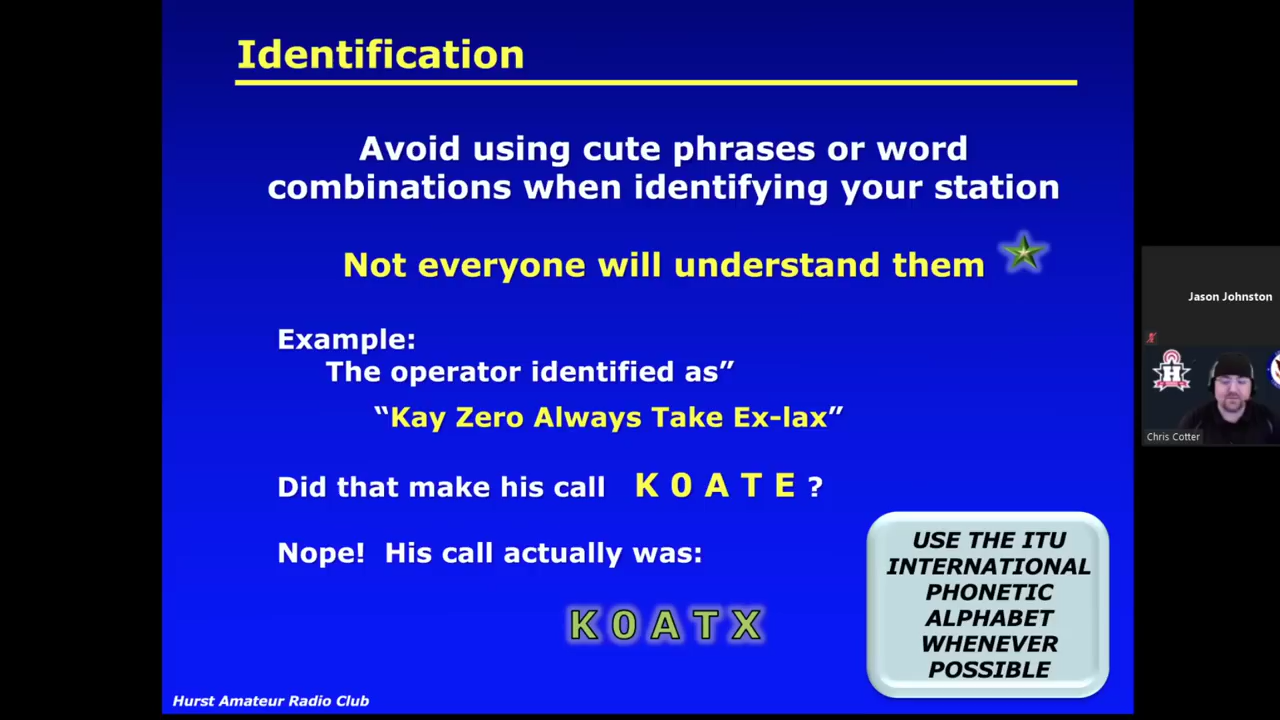 Identification
Avoid using cute phrases or word
combinations when identifying your station
Not everyone will understand them
Example:
The operator identified as”
“Kay Zero Always Take Ex-lax”
Did that make his call K 0 A T E ?
Nope! His call actually was:
K 0 A T X
USE THE ITU
INTERNATIONAL
PHONETIC
ALPHABET
WHENEVER
POSSIBLE
Hurst Amateur Radio Club
Jason Johnston
H
Chris Cotter